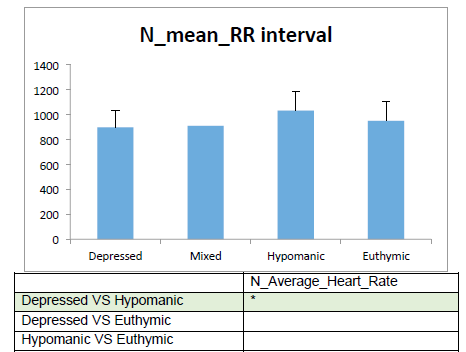 N_mean_RR interval
1400
1200
1000
800
600
400
200
0
Depressed Mixed Hypomanic Euthymic
N_Average_Heart_Rate
Depressed VS Hypomanic *
Depressed VS Euthymic
Hypomanic VS Euthymic